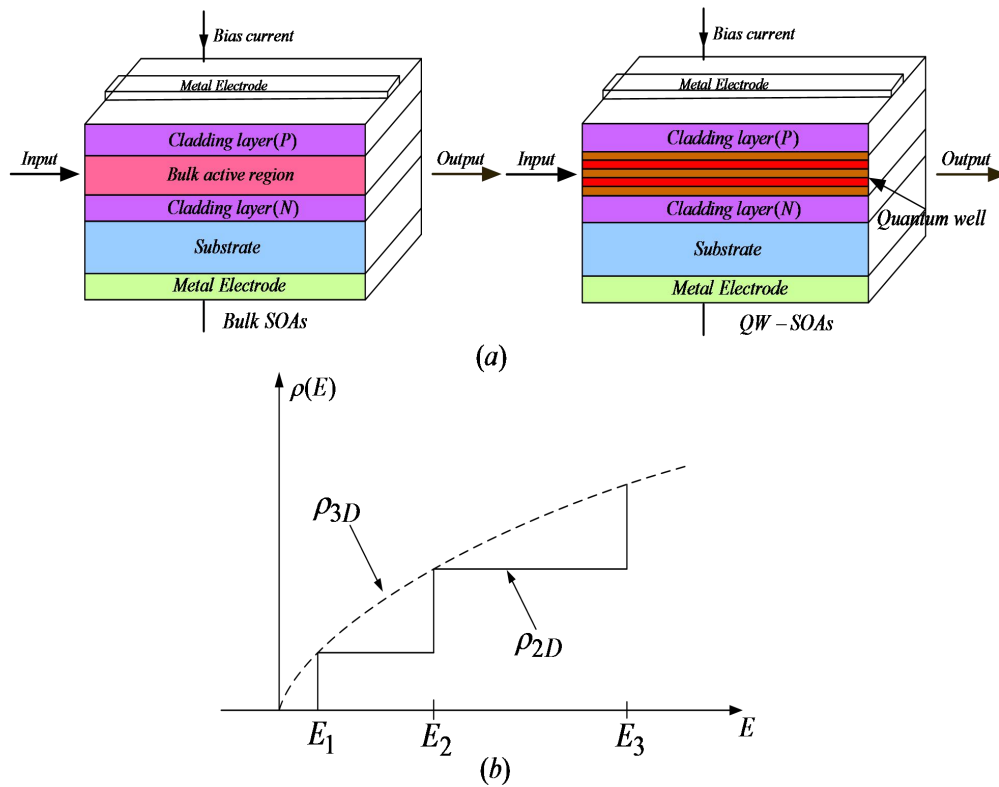 Bias current
Metal Electrode
Cladding layer(P)
Input
Bulk active region
Output
Cladding layer(N)
Substrate
Metal Electrode
Bulk SOAs
Bias current
Metal Electrode
Cladding layer(P)
Input
Output
Cladding layer(N)
Quantum well
Substrate
Metal Electrode
QW – SOAs
(a)
ρ(E)
ρ3D
ρ2D
E1
E2
E3
E
(b)